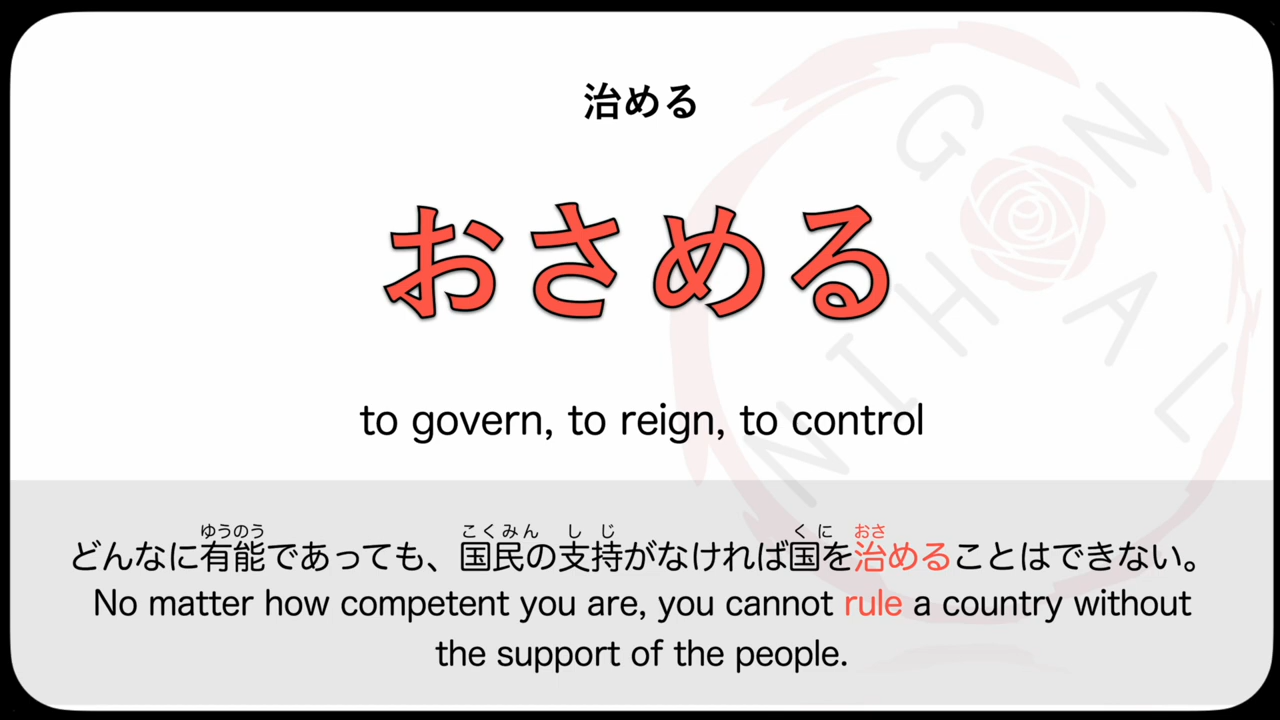 治める
おさめる
to govern, to reign, to control
ゆうのう こくみん しじ くに おさ
どんなに有能であっても、国民の支持がなければ国を治めることはできない。
No matter how competent you are, you cannot rule a country without
the support of the people.
NIHONGAL